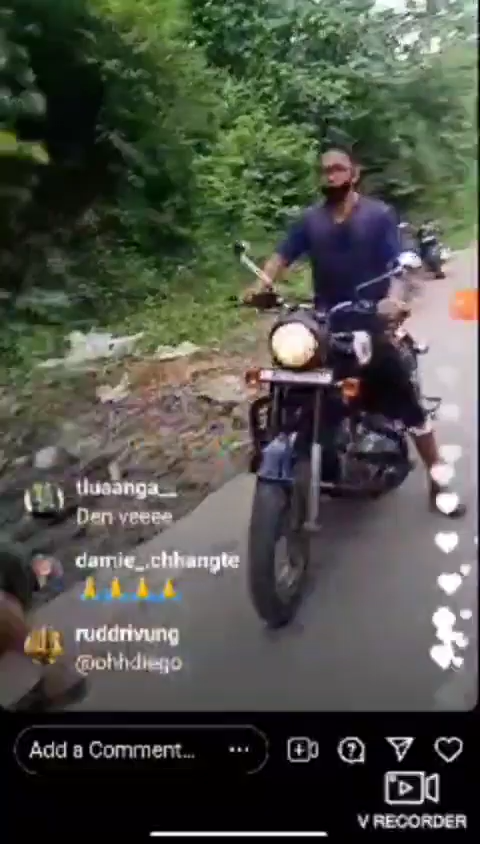 tluaanga__
Den veeee
damie_.chhangte
🙏🙏🙏🙏
ruddrivung
@ohhdiego
Add a Comment...
V RECORDER